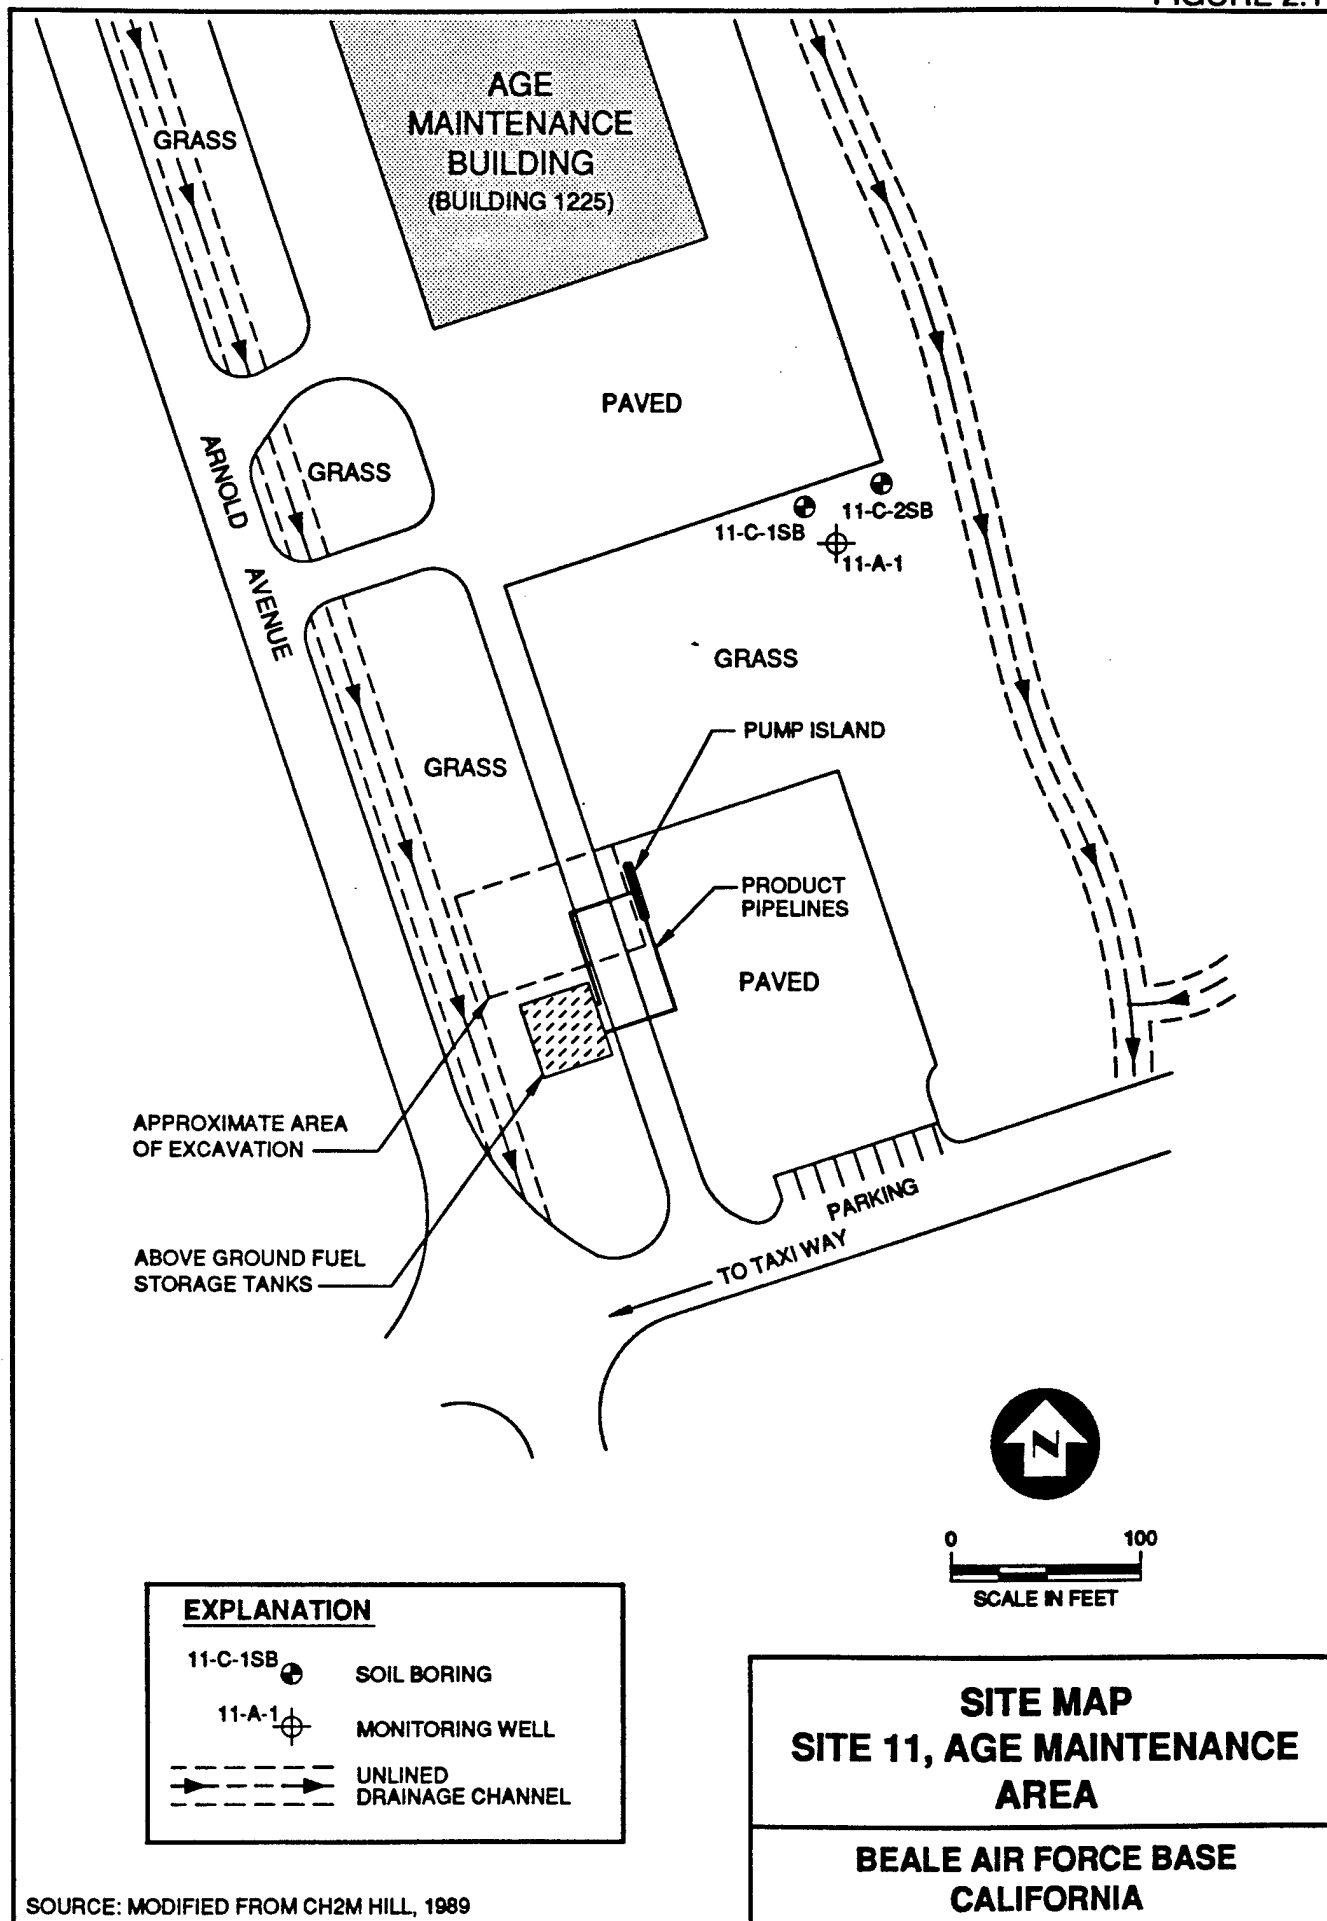 FIGURE 2.1
AGE
MAINTENANCE
BUILDING
(BUILDING 1225)
GRASS
PAVED
ARNOLD AVENUE
GRASS
11-C-1SB
11-C-2SB
11-A-1
GRASS
PUMP ISLAND
GRASS
PRODUCT
PIPELINES
PAVED
APPROXIMATE AREA
OF EXCAVATION
PARKING
TO TAXI WAY
ABOVE GROUND FUEL
STORAGE TANKS
N
0 100
SCALE IN FEET
EXPLANATION
11-C-1SB SOIL BORING
11-A-1 MONITORING WELL
UNLINED
DRAINAGE CHANNEL
SITE MAP
SITE 11, AGE MAINTENANCE
AREA
BEALE AIR FORCE BASE
CALIFORNIA
SOURCE: MODIFIED FROM CH2M HILL, 1989